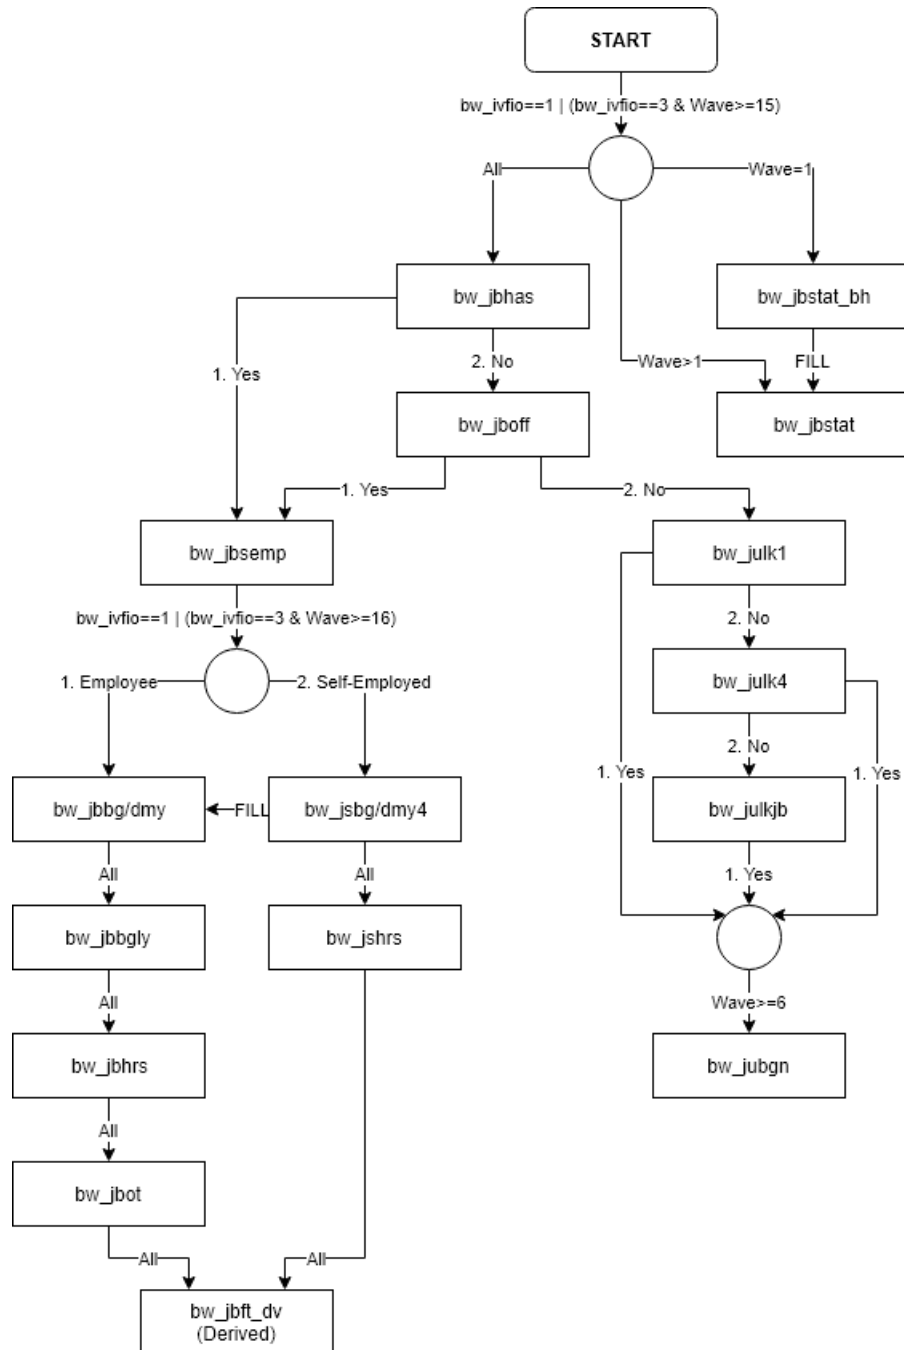 START
bw_ivfio==1 | (bw_ivfio==3 & Wave>=15)
All
Wave=1
bw_jbhas
bw_jbstat_bh
1. Yes
2. No
Wave>1
FILL
bw_jboff
bw_jbstat
1. Yes
2. No
bw_jbsemp
bw_julk1
bw_ivfio==1 | (bw_ivfio==3 & Wave>=16)
2. No
1. Employee
2. Self-Employed
bw_julk4
2. No
1. Yes
1. Yes
bw_jbbg/dmy
FILL
bw_jsbg/dmy4
bw_julkjb
All
All
1. Yes
bw_jbbgly
bw_jshrs
All
Wave>=6
bw_jbhrs
bw_jubgn
All
bw_jbot
All
All
bw_jbft_dv
(Derived)